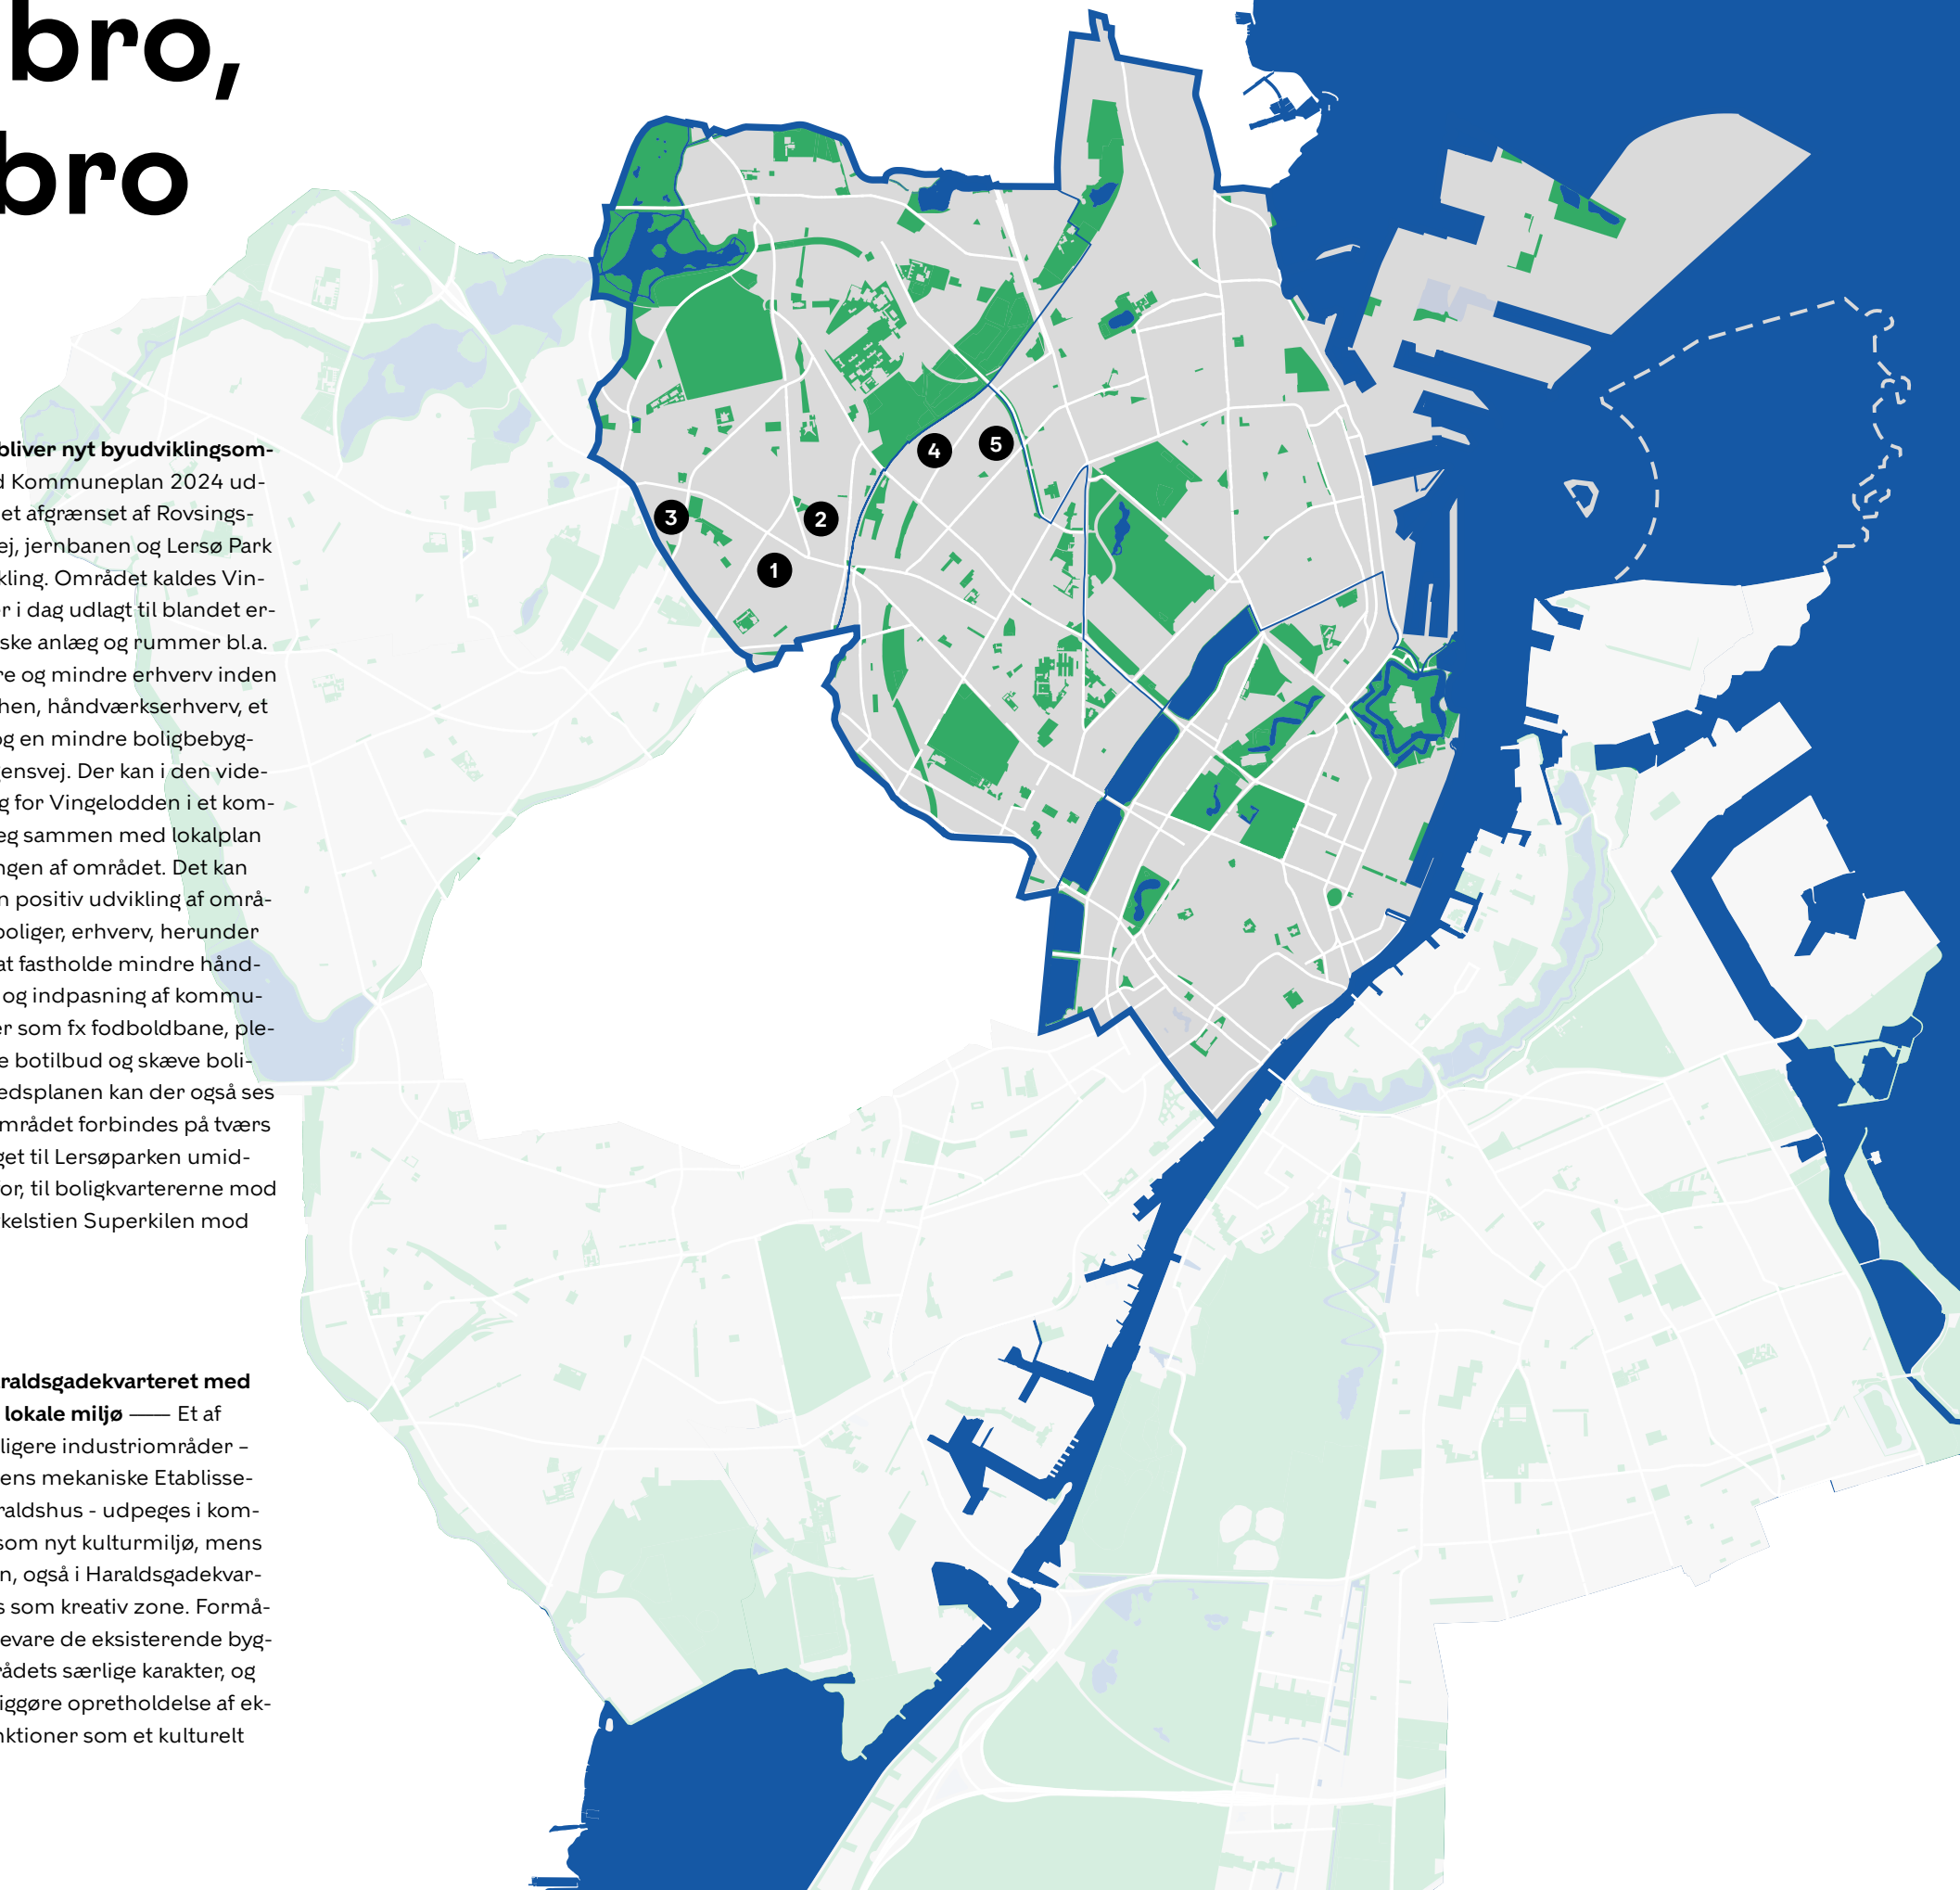 bro,
bro
bliver nyt byudviklingsom-
d Kommuneplan 2024 ud-
et afgrænset af Rovsings-
ej, jernbanen og Lersø Park
kling. Området kaldes Vin-
er i dag udlagt til blandet er-
ske anlæg og rummer bl.a.
re og mindre erhverv inden
hen, håndværkserhverv, et
og en mindre boligbebyg-
gensvej. Der kan i den vide-
g for Vingelodden i et kom-
æg sammen med lokalplan
ngen af området. Det kan
n positiv udvikling af områ-
boliger, erhverv, herunder
at fastholde mindre hånd-
og indpasning af kommu-
er som fx fodboldbane, ple-
e botilbud og skæve boli-
edsplanen kan der også ses
mrådet forbindes på tværs
get til Lersøparken umid-
for, til boligkvartererne mod
kelstien Superkilen mod
raldsgadekvarteret med
lokale miljø —— Et af
ligere industriområder –
ens mekaniske Etablisse-
raldshus - udpeges i kom-
som nyt kulturmiljø, mens
n, også i Haraldsgadekvar-
s som kreativ zone. Formå-
evare de eksisterende byg-
rådets særlige karakter, og
iggøre opretholdelse af ek-
nktioner som et kulturelt
4
5
3
2
1